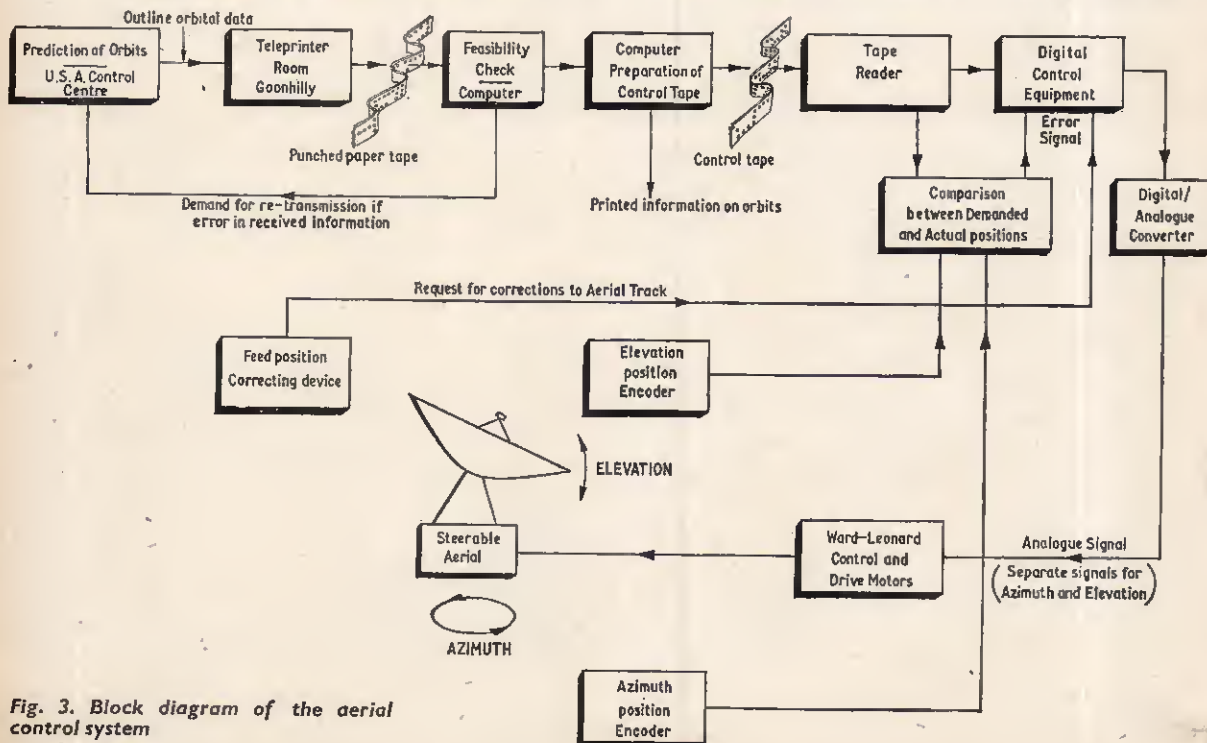 Outline orbital data
Prediction of Orbits
U.S.A. Control
Centre
Teleprinter
Room
Goonhilly
Punched paper tape
Feasibility
Check
Computer
Computer
Preparation of
Control Tape
Control tape
Tape
Reader
Digital
Control
Equipment
Error
Signal
Demand for re-transmission if
error in received information
Printed information on orbits
Comparison
between Demanded
and Actual positions
Digital/
Analogue
Converter
Request for corrections to Aerial Track
Feed position
Correcting device
Elevation
position
Encoder
ELEVATION
Steerable
Aerial
AZIMUTH
Ward-Leonard
Control and
Drive Motors
Analogue Signal
(Separate signals for
Azimuth and Elevation)
Azimuth
position
Encoder
Fig. 3. Block diagram of the aerial
control system